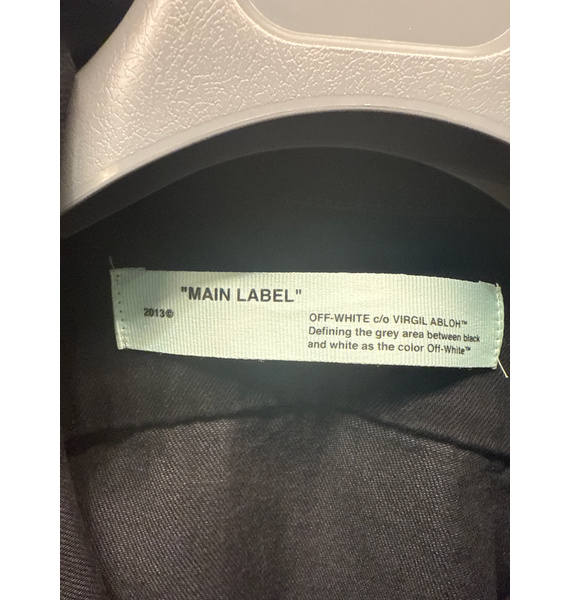 "MAIN LABEL"
2013©
OFF-WHITE c/o VIRGIL ABLOH™
Defining the grey area between black
and white as the color Off-White™